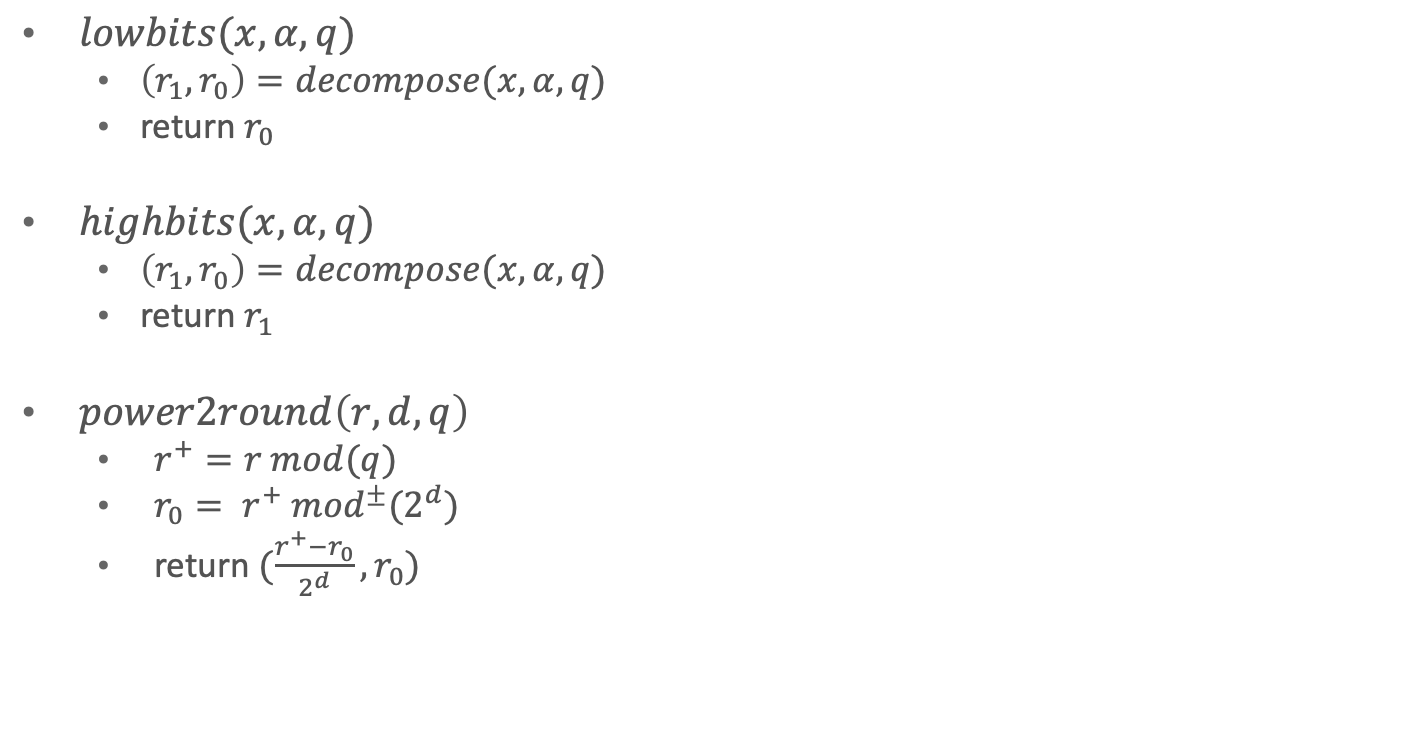 • lowbits(x, α, q)
• (r₁, r₀) = decompose(x, α, q)
• return r₀
• highbits(x, α, q)
• (r₁, r₀) = decompose(x, α, q)
• return r₁
• power2round(r, d, q)
• r⁺ = r mod(q)
• r₀ = r⁺ mod±(2ᵈ)
• return ((r⁺−r₀)/2ᵈ, r₀)